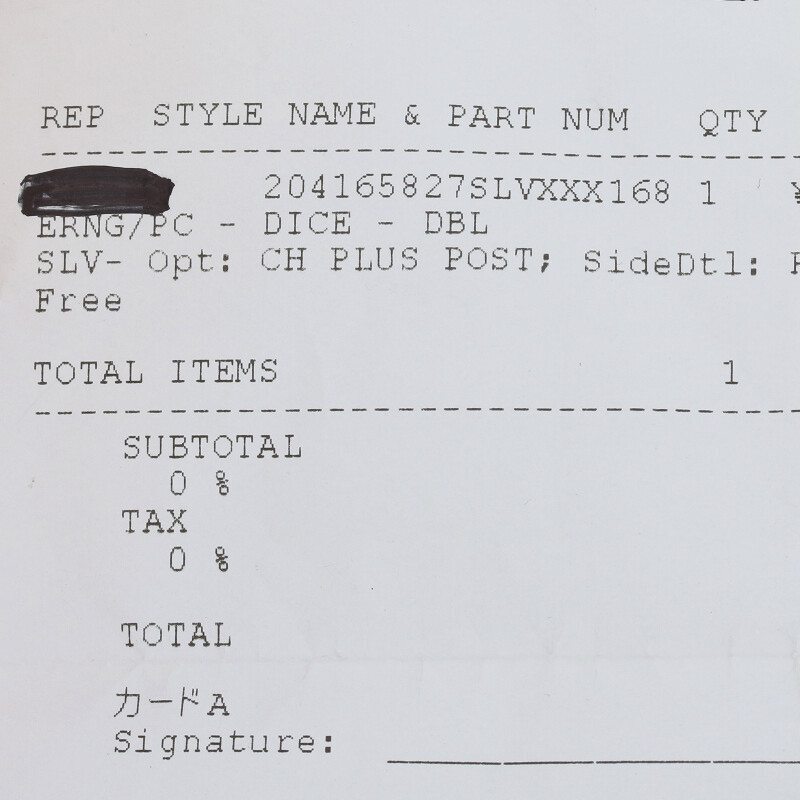 REP STYLE NAME & PART NUM QTY
204165827SLVXXX168 1
ERNG/PC - DICE - DBL
SLV- Opt: CH PLUS POST; SideDtl:
Free
TOTAL ITEMS 1
SUBTOTAL
0 %
TAX
0 %
TOTAL
カードA
Signature: